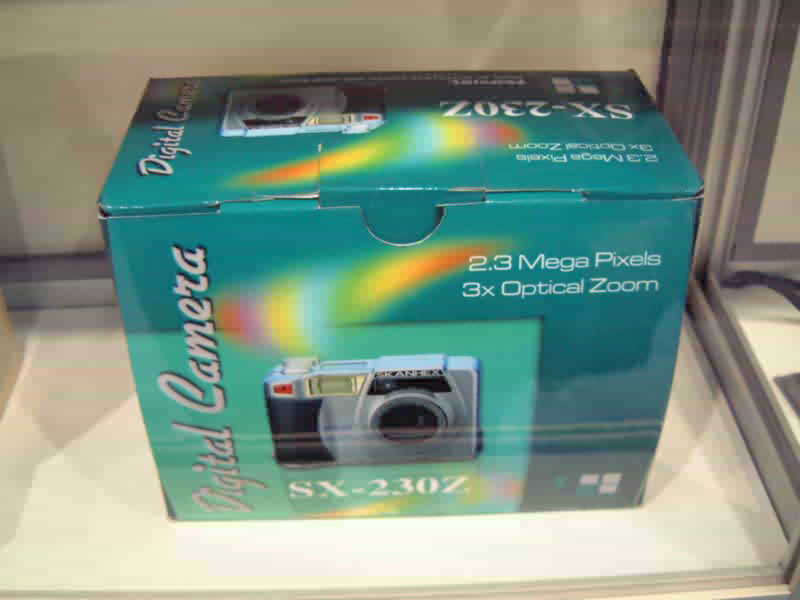 Digital Camera
SX-230Z
3x Optical Zoom
2.3 Mega Pixels
Digital Camera
2.3 Mega Pixels
3x Optical Zoom
SKANHEX
SX-230Z